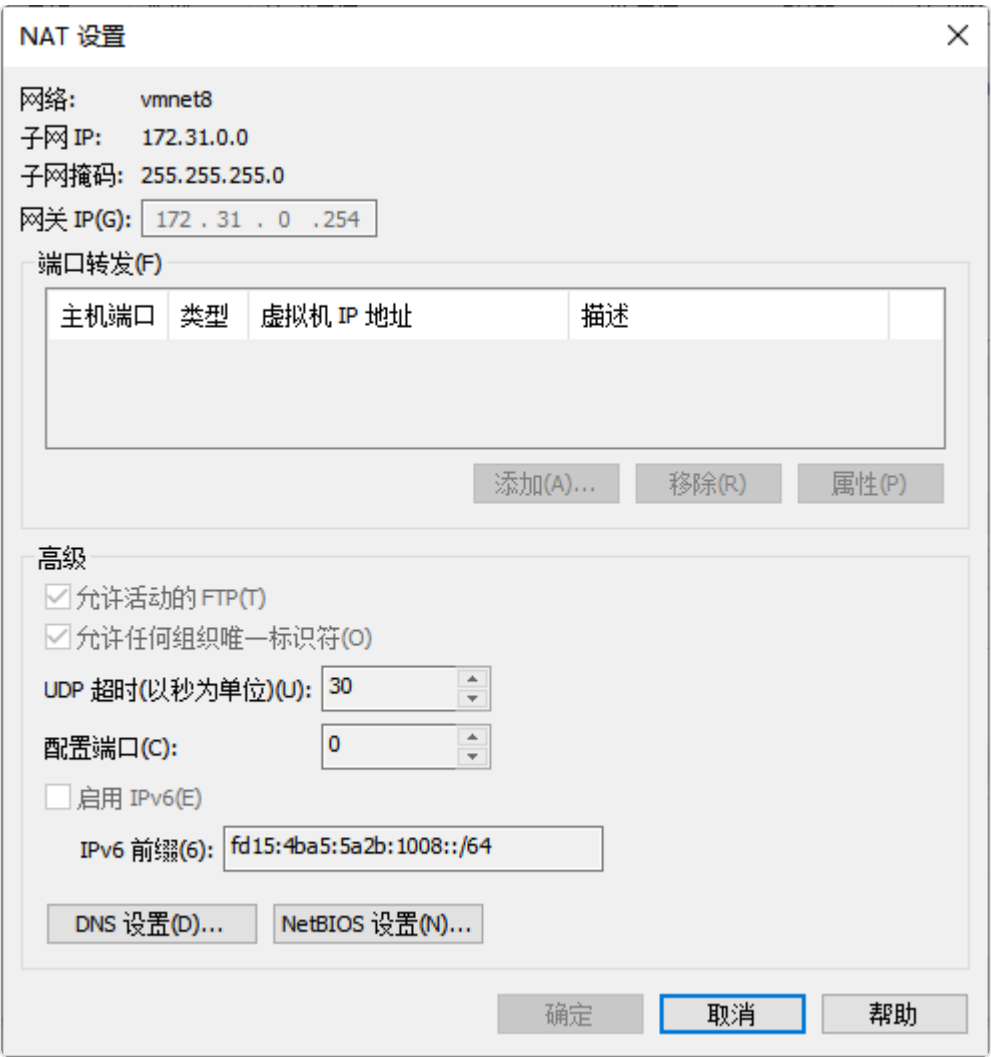 NAT 设置
网络: vmnet8
子网 IP: 172.31.0.0
子网掩码: 255.255.255.0
网关 IP(G): 172 . 31 . 0 .254
端口转发(F)
主机端口 类型 虚拟机 IP 地址 描述
添加(A)... 移除(R) 属性(P)
高级
允许活动的 FTP(T)
允许任何组织唯一标识符(O)
UDP 超时(以秒为单位)(U): 30
配置端口(C): 0
启用 IPv6(E)
IPv6 前缀(6): fd15:4ba5:5a2b:1008::/64
DNS 设置(D)... NetBIOS 设置(N)...
确定 取消 帮助